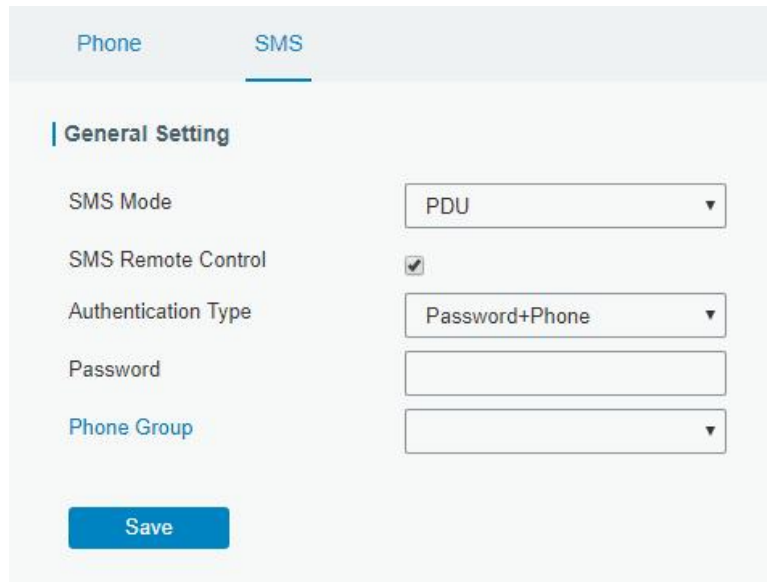 Phone SMS
General Setting
SMS Mode PDU
SMS Remote Control
Authentication Type Password+Phone
Password
Phone Group
Save